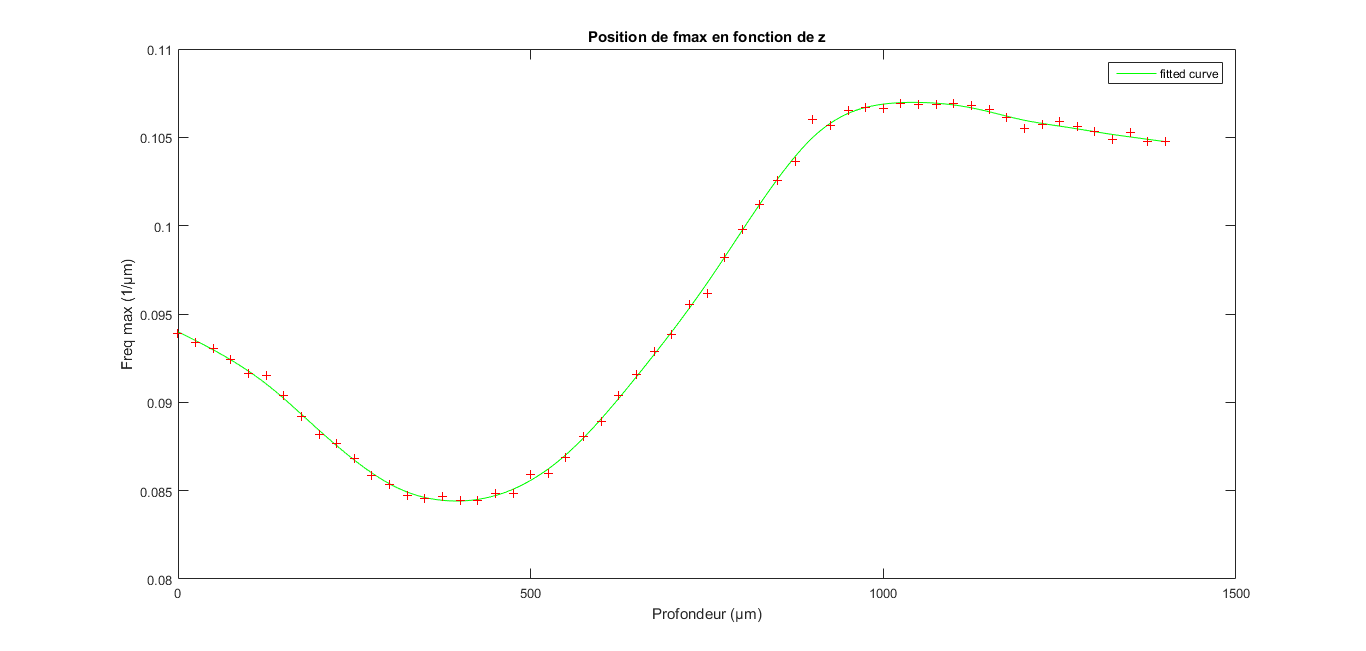 Position de fmax en fonction de z
fitted curve
0.11
0.105
0.1
0.095
0.09
0.085
0.08
Freq max (1/µm)
0
500
1000
1500
Profondeur (µm)